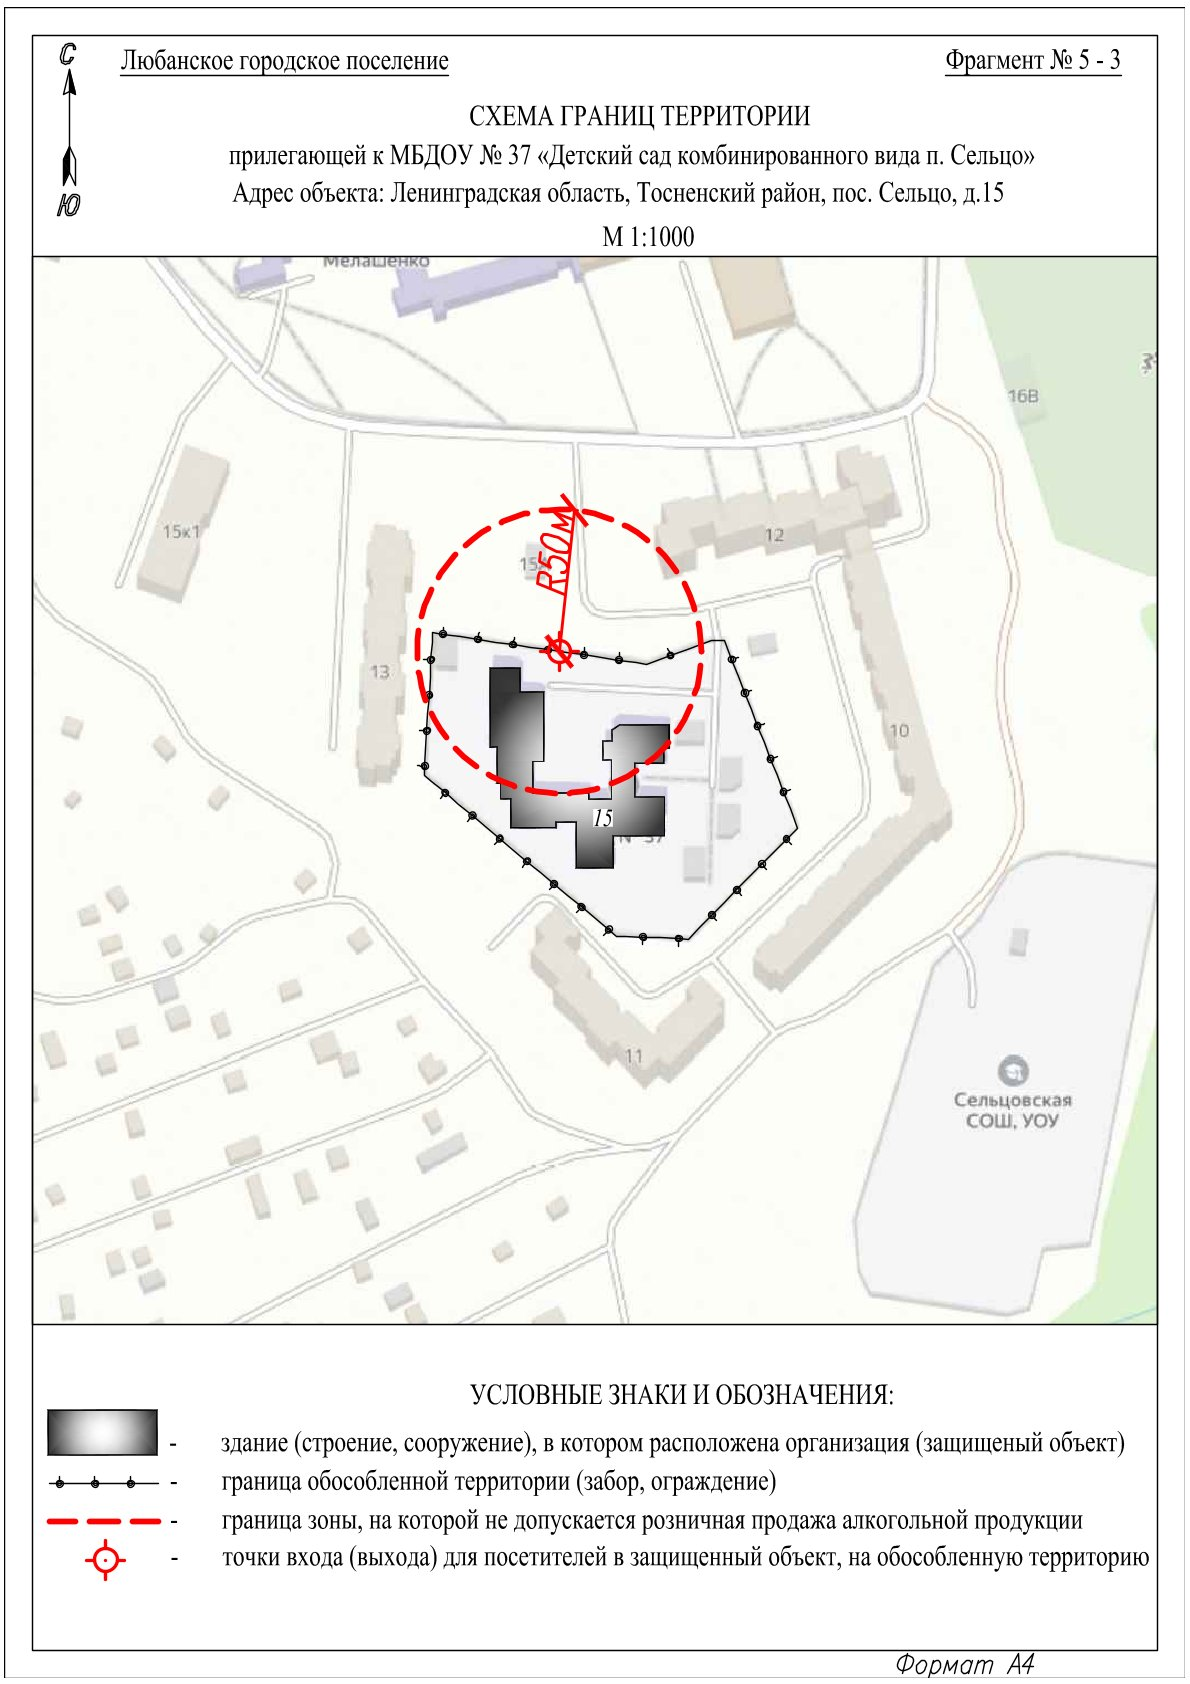 С
Ю
Любанское городское поселение
Фрагмент № 5 - 3
СХЕМА ГРАНИЦ ТЕРРИТОРИИ
прилегающей к МБДОУ № 37 «Детский сад комбинированного вида п. Сельцо»
Адрес объекта: Ленинградская область, Тосненский район, пос. Сельцо, д.15
М 1:1000
Мелашенко
16В
15к1
12
R50м
13
10
15
11
Сельцовская
СОШ, УОУ
УСЛОВНЫЕ ЗНАКИ И ОБОЗНАЧЕНИЯ:
- здание (строение, сооружение), в котором расположена организация (защищеный объект)
- граница обособленной территории (забор, ограждение)
- граница зоны, на которой не допускается розничная продажа алкогольной продукции
- точки входа (выхода) для посетителей в защищенный объект, на обособленную территорию
Формат А4